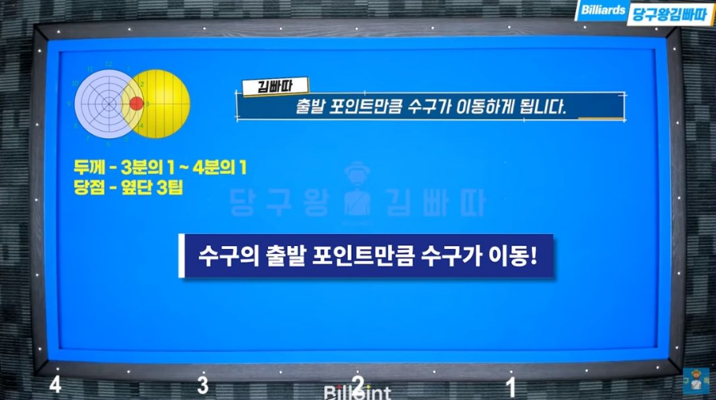 Billiards
당구왕김빠따
김빠따
출발 포인트만큼 수구가 이동하게 됩니다.
두께 - 3분의 1 ~ 4분의 1
당점 - 옆단 3팁
당구왕 김빠따
수구의 출발 포인트만큼 수구가 이동!
4 3 2 1
Billoint